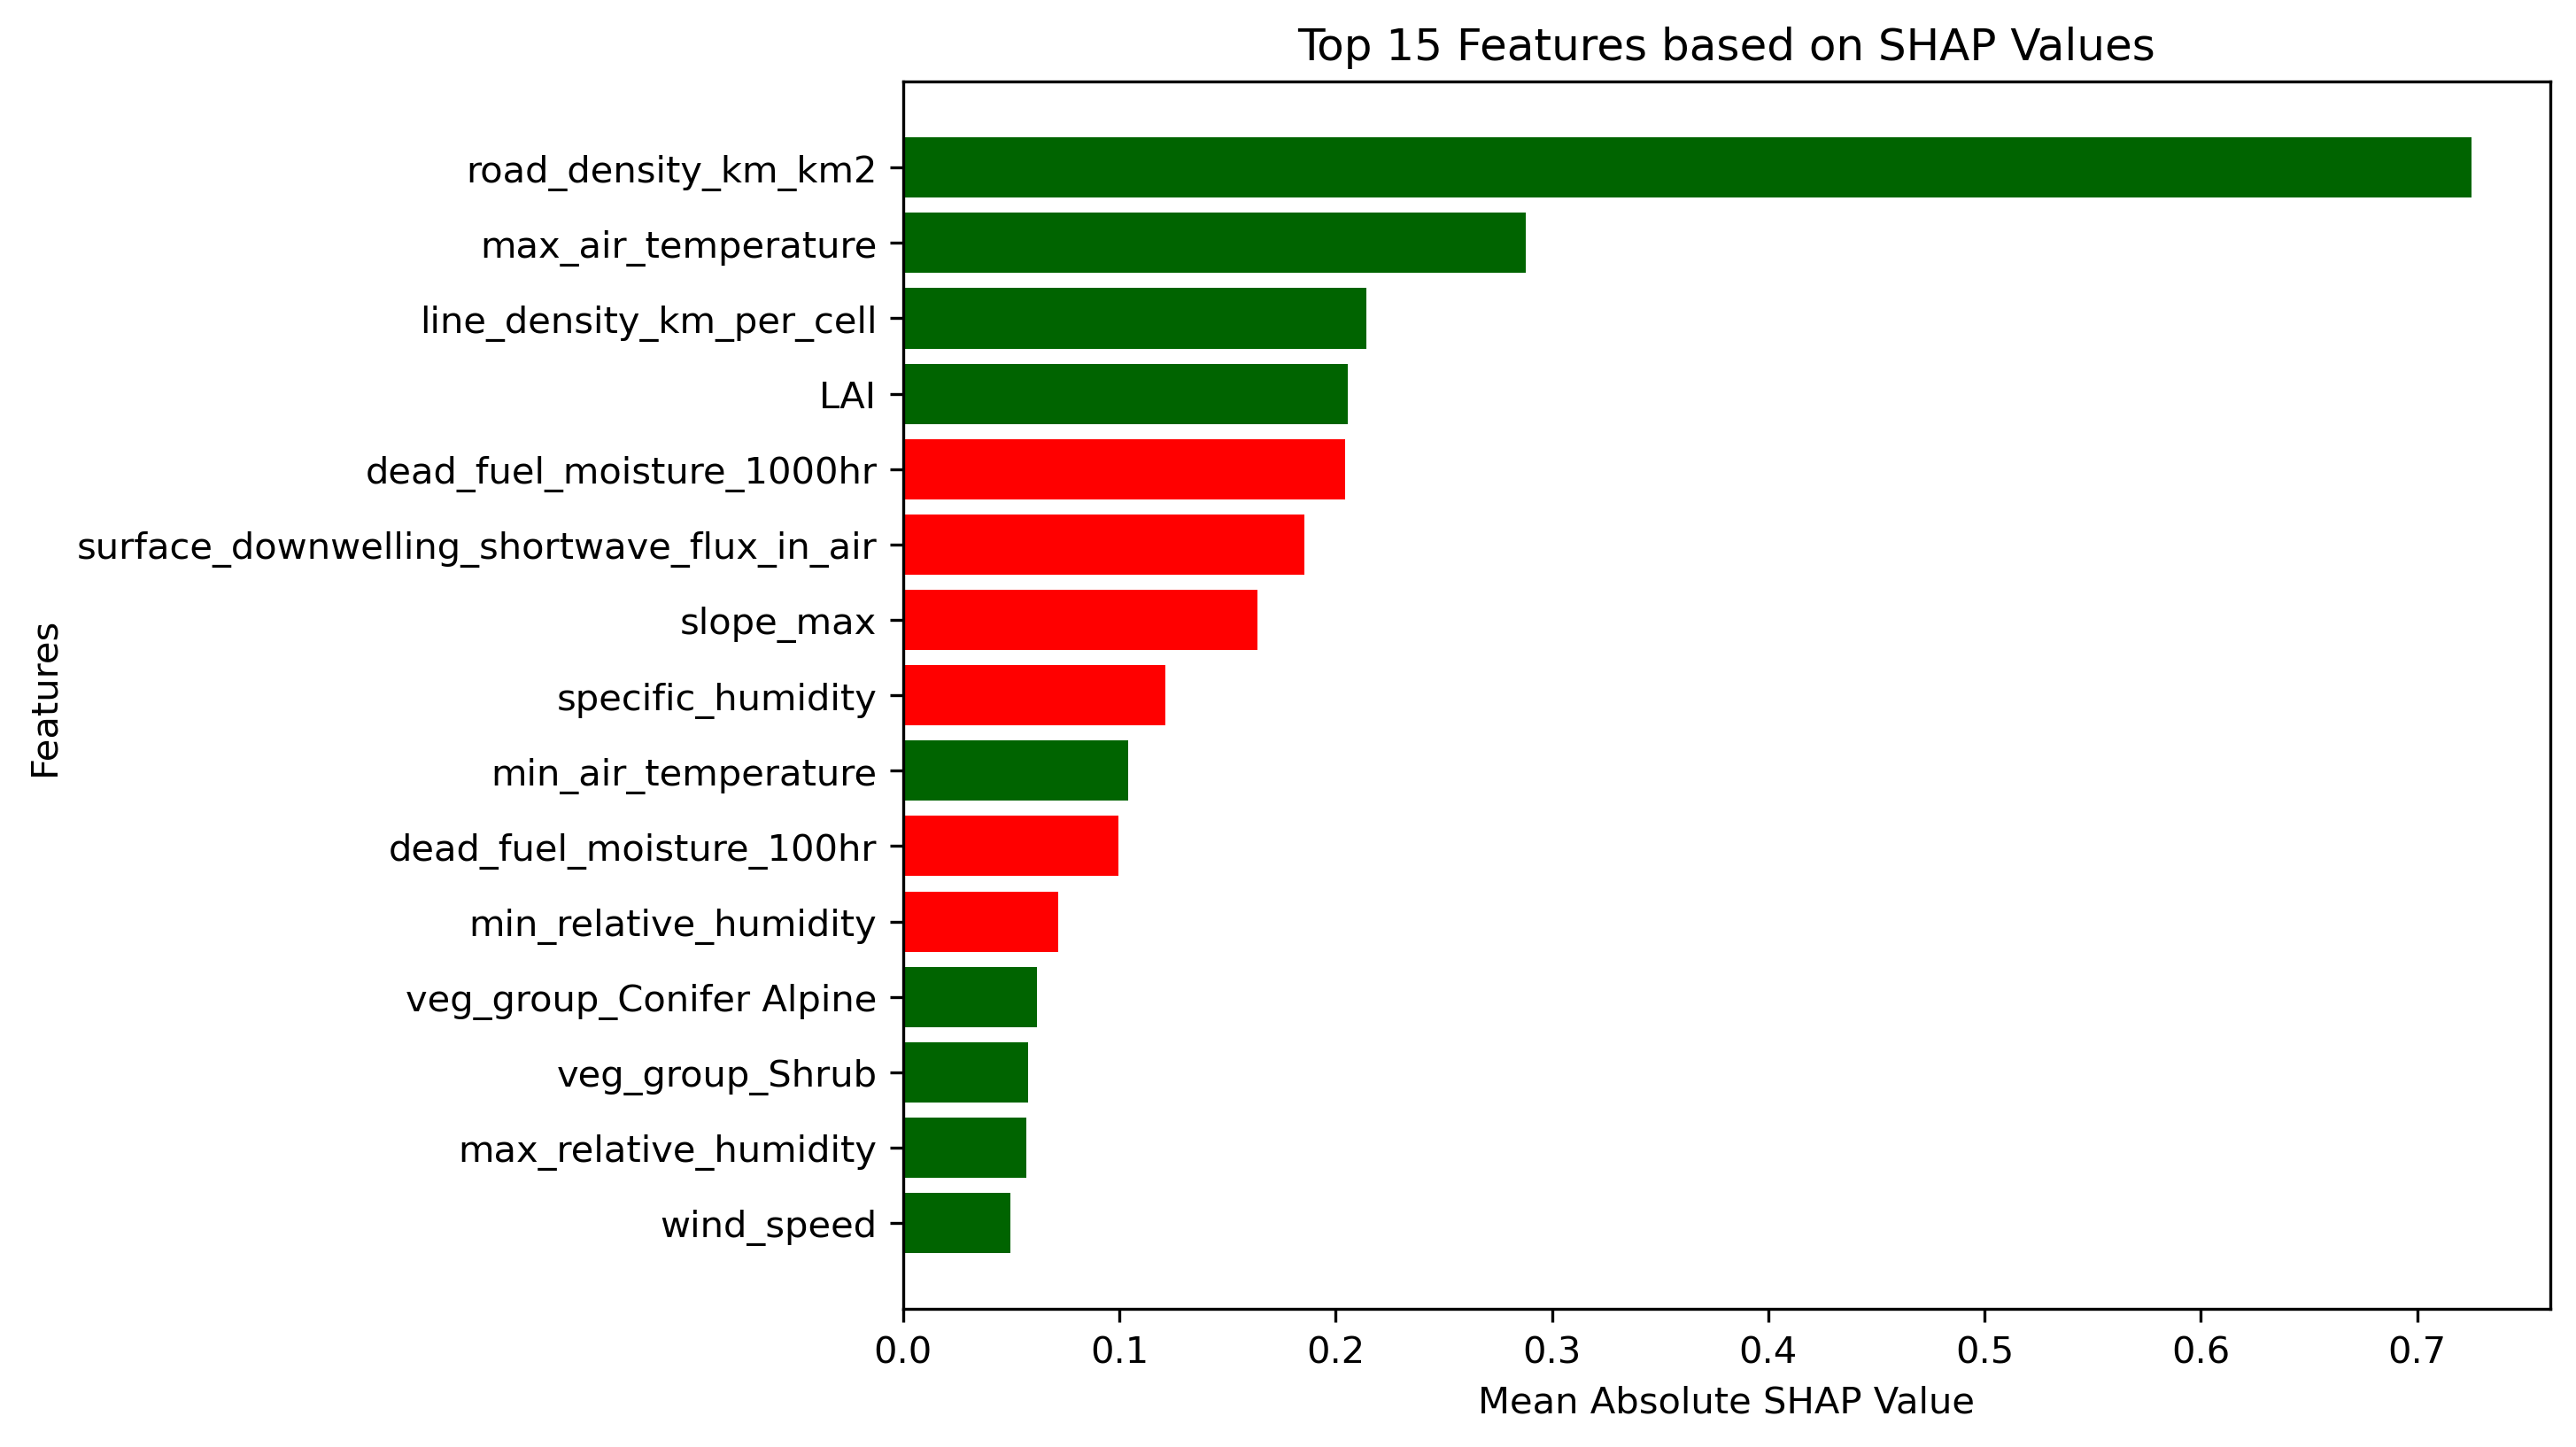 Top 15 Features based on SHAP Values
Features
road_density_km_km2
max_air_temperature
line_density_km_per_cell
LAI
dead_fuel_moisture_1000hr
surface_downwelling_shortwave_flux_in_air
slope_max
specific_humidity
min_air_temperature
dead_fuel_moisture_100hr
min_relative_humidity
veg_group_Conifer Alpine
veg_group_Shrub
max_relative_humidity
wind_speed
0.0 0.1 0.2 0.3 0.4 0.5 0.6 0.7
Mean Absolute SHAP Value